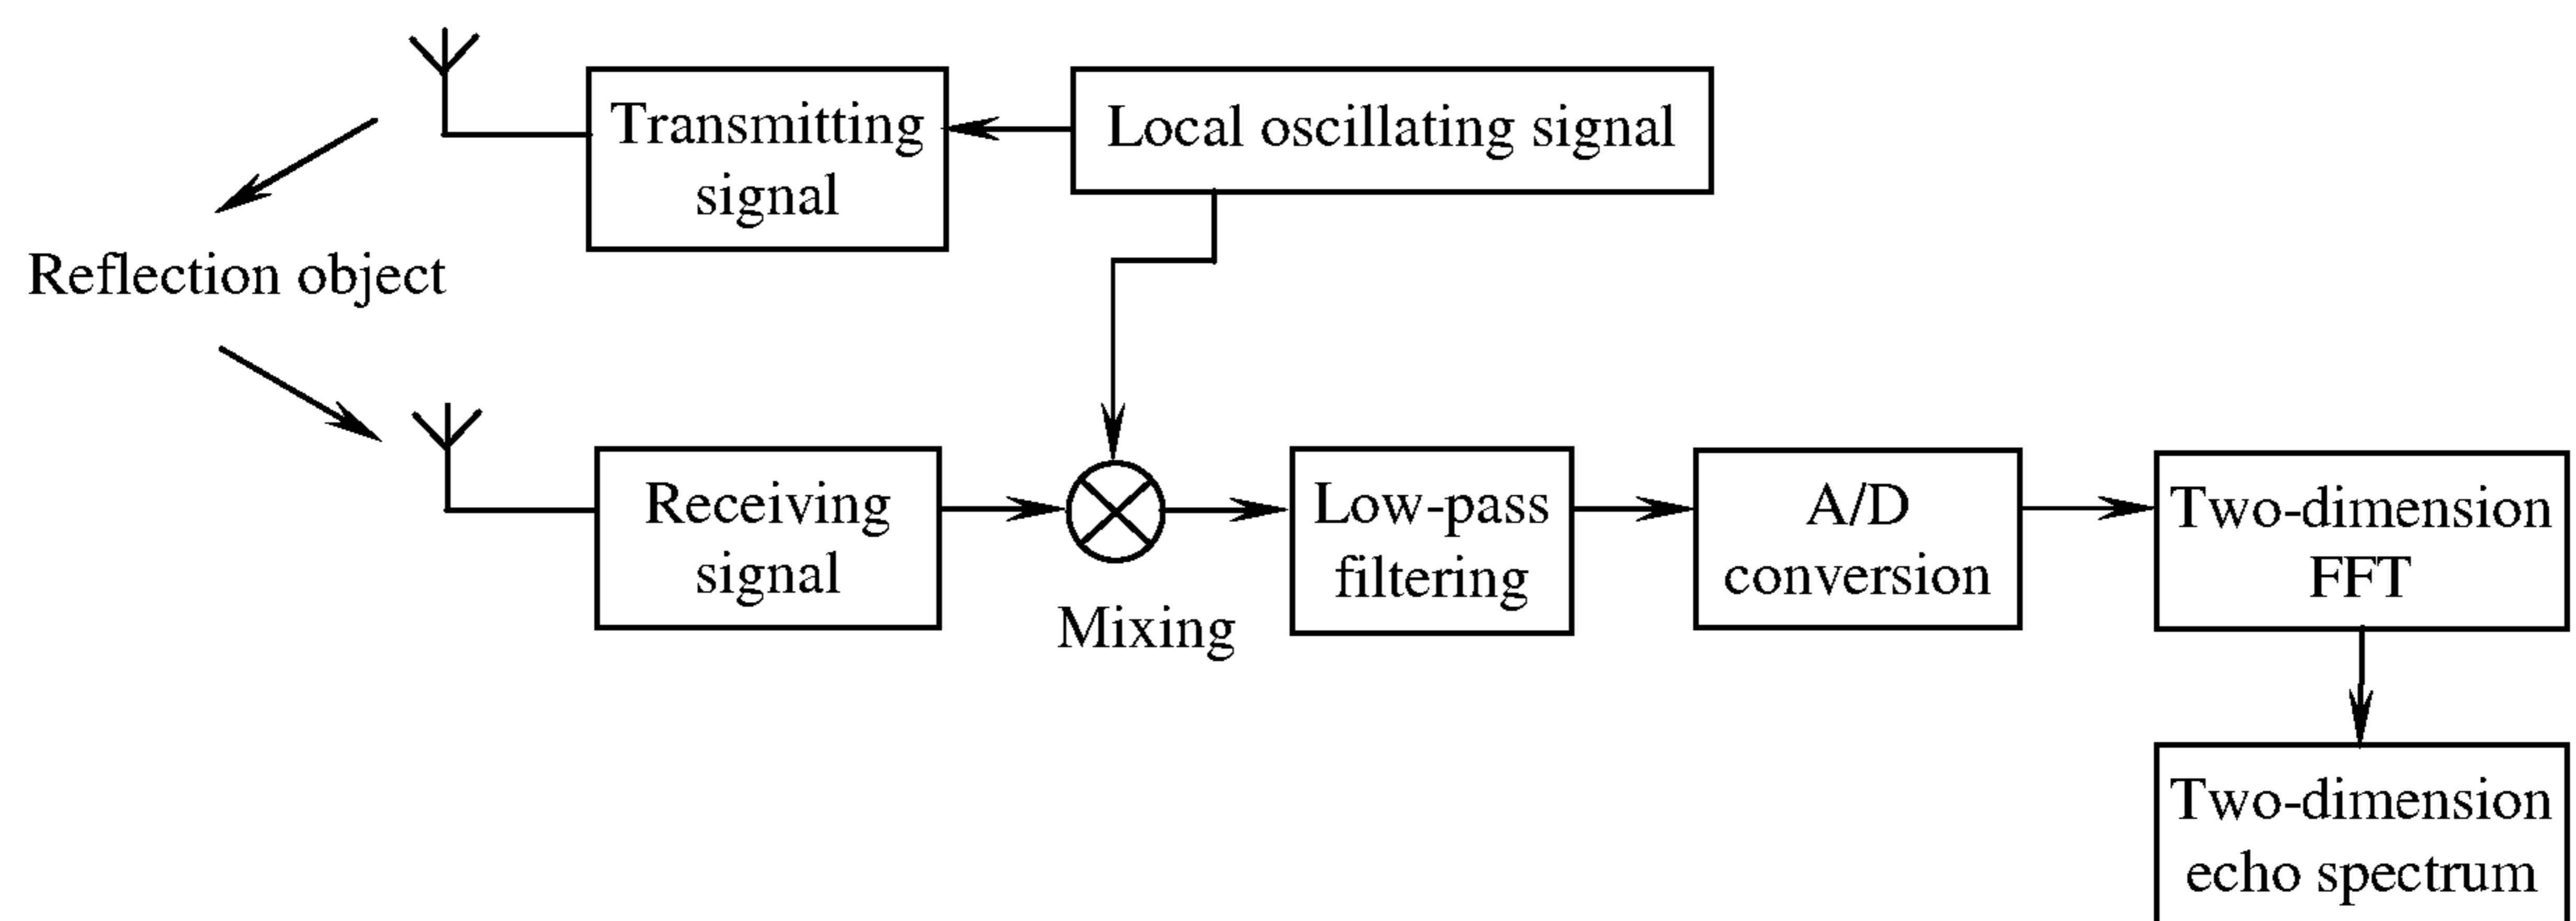 Transmitting
signal
Local oscillating signal
Reflection object
Receiving
signal
Mixing
Low-pass
filtering
A/D
conversion
Two-dimension
FFT
Two-dimension
echo spectrum